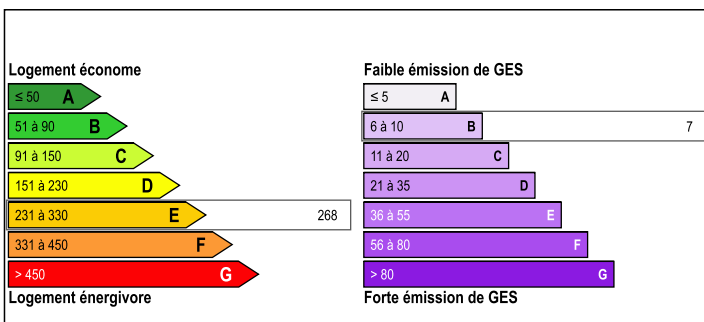 Logement économe
≤ 50 A
51 à 90 B
91 à 150 C
151 à 230 D
231 à 330 E 268
331 à 450 F
> 450 G
Logement énergivore
Faible émission de GES
≤ 5 A
6 à 10 B 7
11 à 20 C
21 à 35 D
36 à 55 E
56 à 80 F
> 80 G
Forte émission de GES